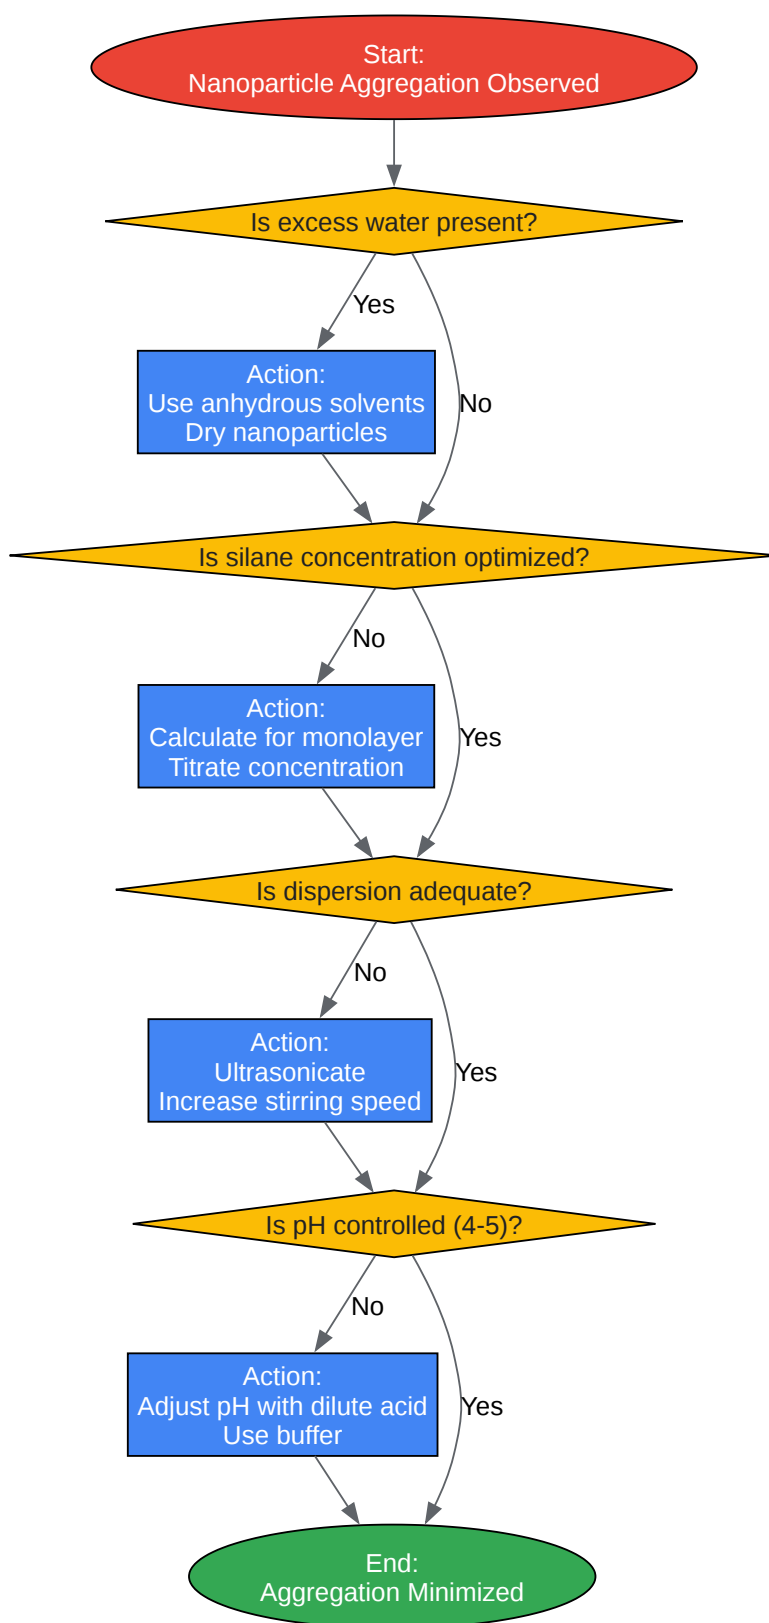 Start:
Nanoparticle Aggregation Observed
Is excess water present?
Yes
Action:
Use anhydrous solvents
Dry nanoparticles
No
Is silane concentration optimized?
No
Action:
Calculate for monolayer
Titrate concentration
Yes
Is dispersion adequate?
No
Action:
Ultrasonicate
Increase stirring speed
Yes
Is pH controlled (4-5)?
No
Action:
Adjust pH with dilute acid
Use buffer
Yes
End:
Aggregation Minimized